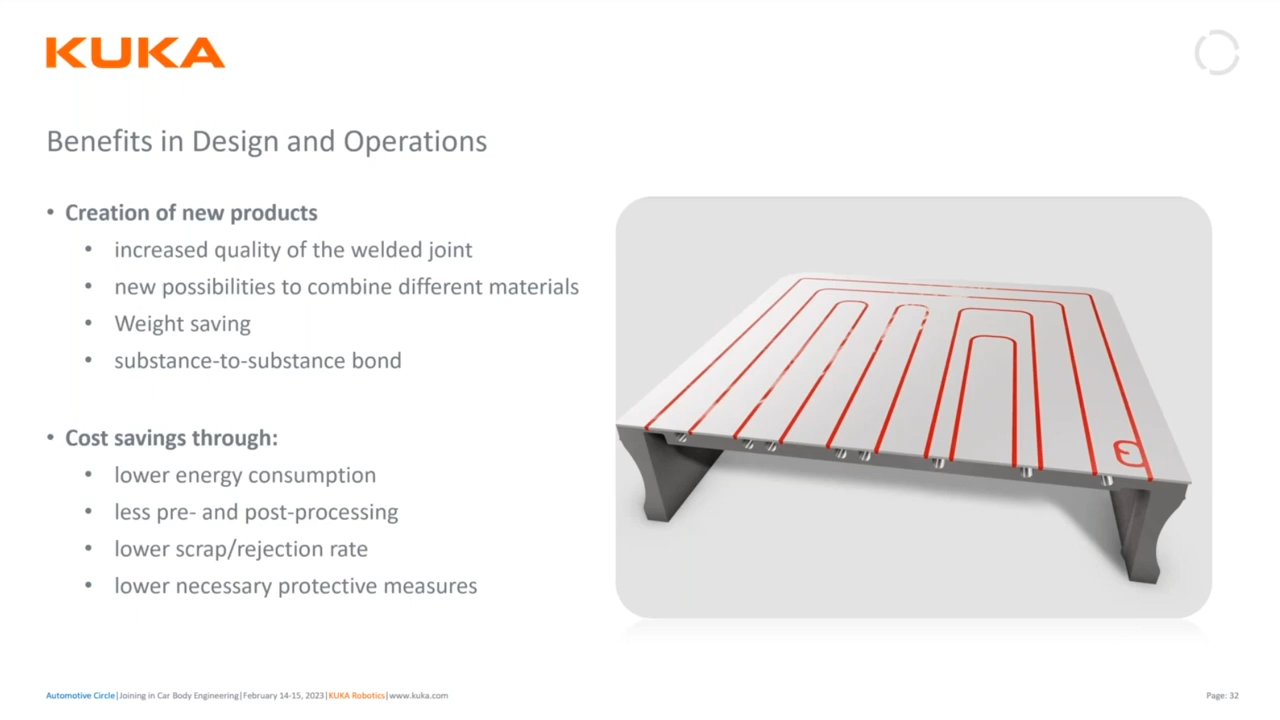 KUKA
Benefits in Design and Operations
• Creation of new products
• increased quality of the welded joint
• new possibilities to combine different materials
• Weight saving
• substance-to-substance bond
• Cost savings through:
• lower energy consumption
• less pre- and post-processing
• lower scrap/rejection rate
• lower necessary protective measures
Automotive Circle|Joining in Car Body Engineering|February 14-15, 2023|KUKA Robotics|www.kuka.com
Page: 32